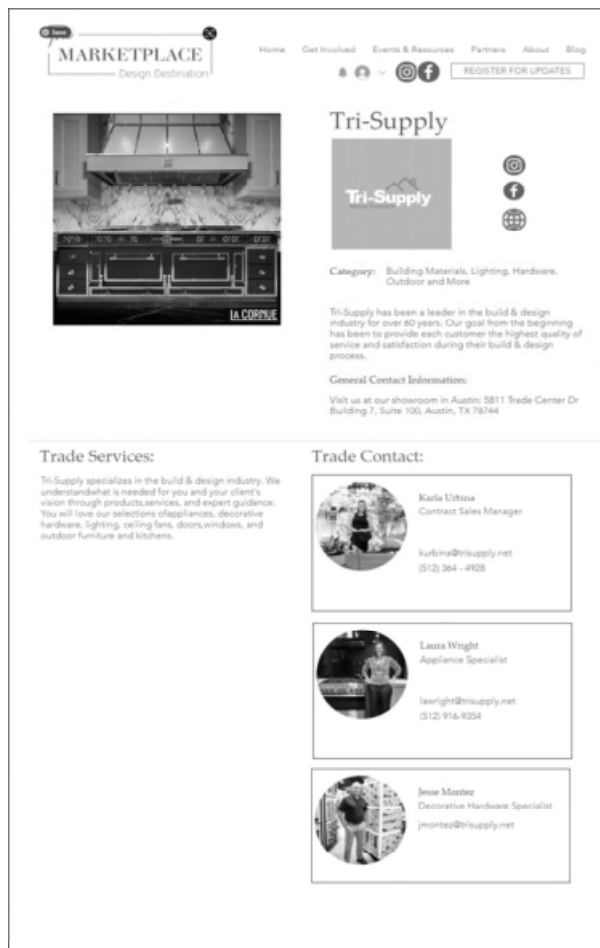 Save
MARKETPLACE
Design Destination
Home Get Involved Events & Resources Partners About Blog
REGISTER FOR UPDATES
Tri-Supply
Tri-Supply
LA CORNUE
Category: Building Materials, Lighting, Hardware,
Outdoor and More
Tri-Supply has been a leader in the build & design
industry for over 60 years. Our goal from the beginning
has been to provide each customer the highest quality of
service and satisfaction during their build & design
process.
General Contact Information:
Visit us at our showroom in Austin: 5811 Trade Center Dr
Building 7, Suite 100, Austin, TX 78744
Trade Services:
Tri-Supply specializes in the build & design industry. We
understandwhat is needed for you and your client's
vision through products,services, and expert guidance.
You will love our selections ofappliances, decorative
hardware, lighting, ceiling fans, doors,windows, and
outdoor furniture and kitchens.
Trade Contact:
Karla Urbina
Contract Sales Manager
kurbina@trisupply.net
(512) 364 - 4928
Laura Wright
Appliance Specialist
lawright@trisupply.net
(512) 916-9354
Jesse Montez
Decorative Hardware Specialist
jmontez@trisupply.net